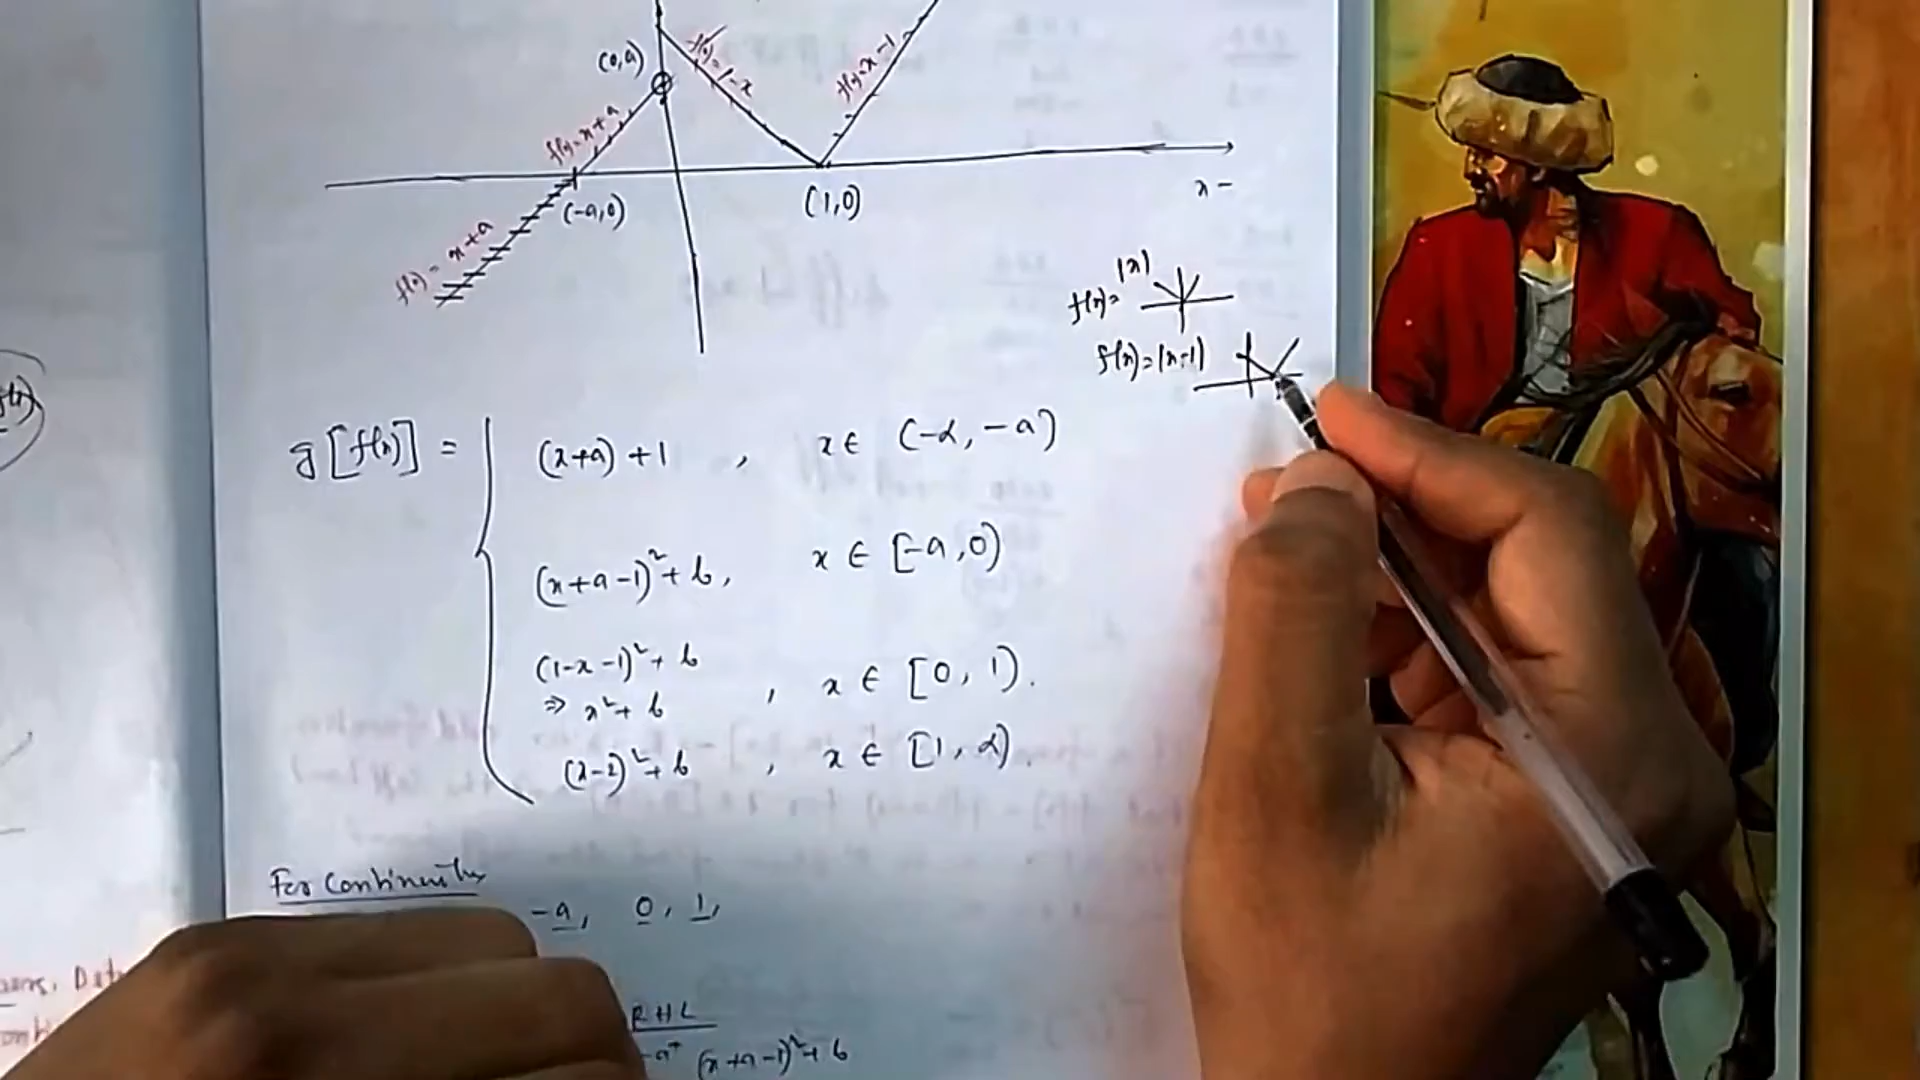 (0,a)
f(x)=1-x
f(x)=x-1
f(x)=x+a
(-a,0)
(1,0)
x-
f(x)= x+a
f(x)= |x|
f(x)=|x-1|
g[f(x)] =
(x+a)+1 , x∈ (-∞, -a)
(x+a-1)²+b, x ∈ [-a,0)
(1-x-1)²+b
⇒ x²+b , x ∈ [0, 1).
(x-2)²+b , x ∈ [1, ∞).
For Continuity
-a, 0, 1,
RHL
-a⁺ (x+a-1)²+b